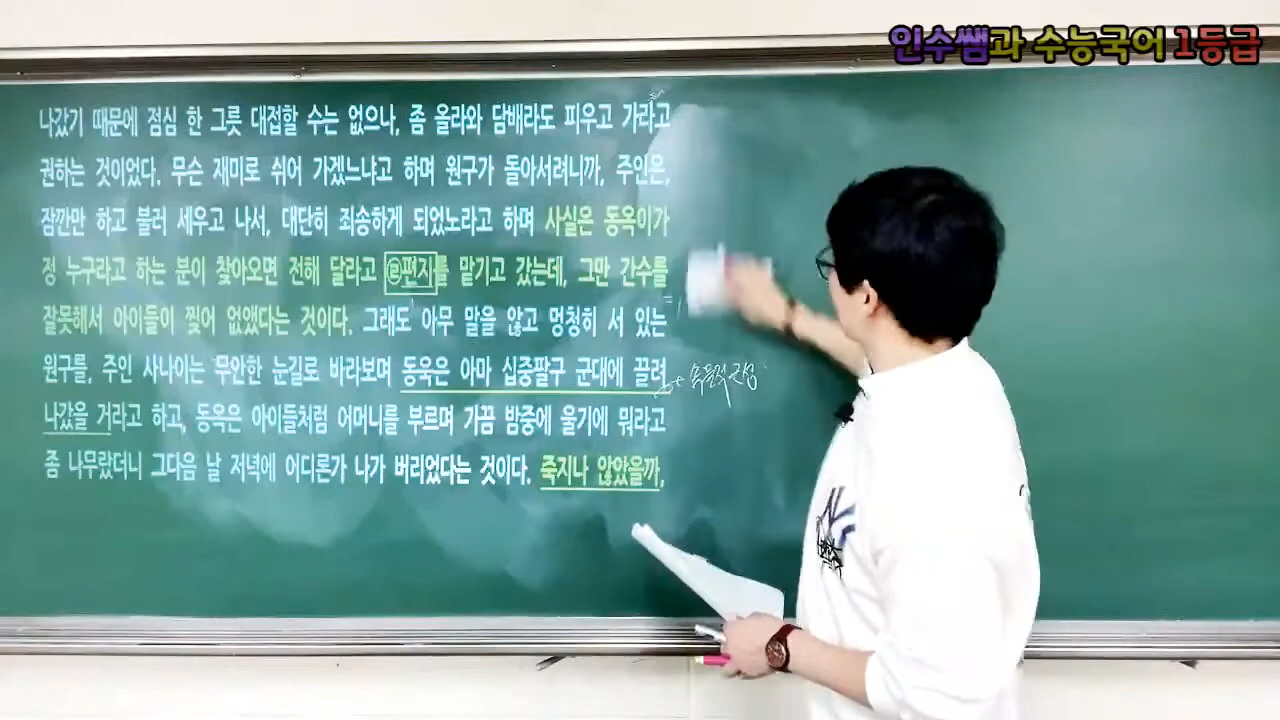 인수쌤과 수능국어 1등급
나갔기 때문에 점심 한 그릇 대접할 수는 없으나, 좀 올라와 담배라도 피우고 가라고
권하는 것이었다. 무슨 재미로 쉬어 가겠느냐고 하며 원구가 돌아서려니까, 주인은,
잠깐만 하고 불러 세우고 나서, 대단히 죄송하게 되었노라고 하며 사실은 동옥이가
정 누구라고 하는 분이 찾아오면 전해 달라고 편지를 맡기고 갔는데, 그만 간수를
잘못해서 아이들이 찢어 없앴다는 것이다. 그래도 아무 말을 않고 멍청히 서 있는
원구를, 주인 사나이는 무안한 눈길로 바라보며 동욱은 아마 십중팔구 군대에 끌려
나갔을 거라고 하고, 동옥은 아이들처럼 어머니를 부르며 가끔 밤중에 울기에 뭐라고
좀 나무랐더니 그다음 날 저녁에 어디론가 나가 버리었다는 것이다. 죽지나 않았을까,